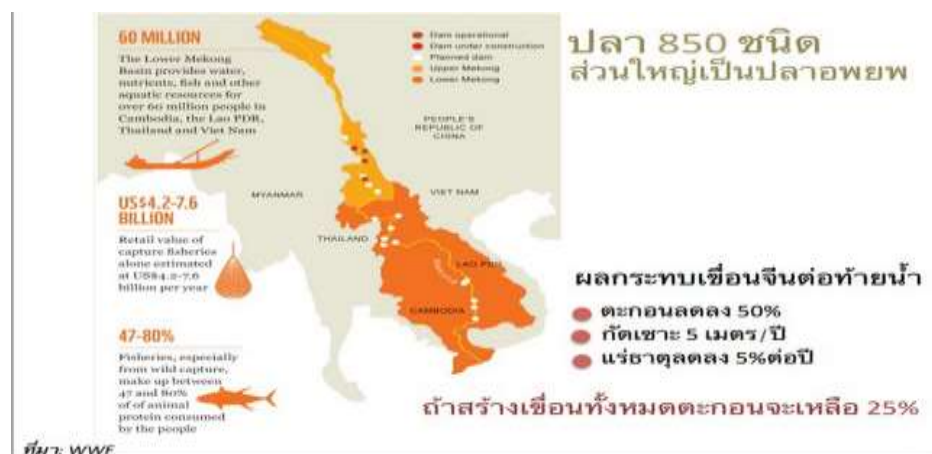 60 MILLION
The Lower Mekong
Basin provides water,
nutrients, fish and other
aquatic resources for
over 60 million people in
Cambodia, the Lao PDR,
Thailand and Viet Nam
US$4.2-7.6
BILLION
Retail value of
capture fisheries
alone estimated
at US$4.2-7.6
billion per year
47-80%
Fisheries, especially
from wild capture,
make up between
47 and 80%
of of animal
protein consumed
by the people
Dam operational
Dam under construction
Planned dam
Upper Mekong
Lower Mekong
PEOPLE'S
REPUBLIC OF
CHINA
MYANMAR
VIET NAM
THAILAND
LAO PDR
CAMBODIA
ปลา 850 ชนิด
ส่วนใหญ่เป็นปลาอพยพ
ผลกระทบเขื่อนจีนต่อท้ายน้ำ
ตะกอนลดลง 50%
กัดเซาะ 5 เมตร/ปี
แร่ธาตุลดลง 5%ต่อปี
ถ้าสร้างเขื่อนทั้งหมดตะกอนจะเหลือ 25%
ที่มา: WWF